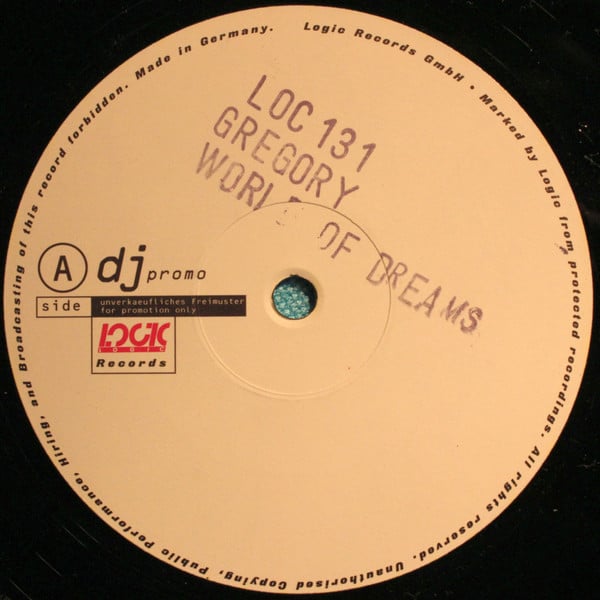 Made in Germany. Logic Records GmbH • Marked by Logic from protected recordings. All rights reserved. Unauthorised Copying, Public Performance, Hiring, and Broadcasting of this record forbidden.
LOC 131
GREGORY
WORLD OF DREAMS
A dj promo
side unverkaeufliches Freimuster
for promotion only
LOGIC
LOGIC
Records